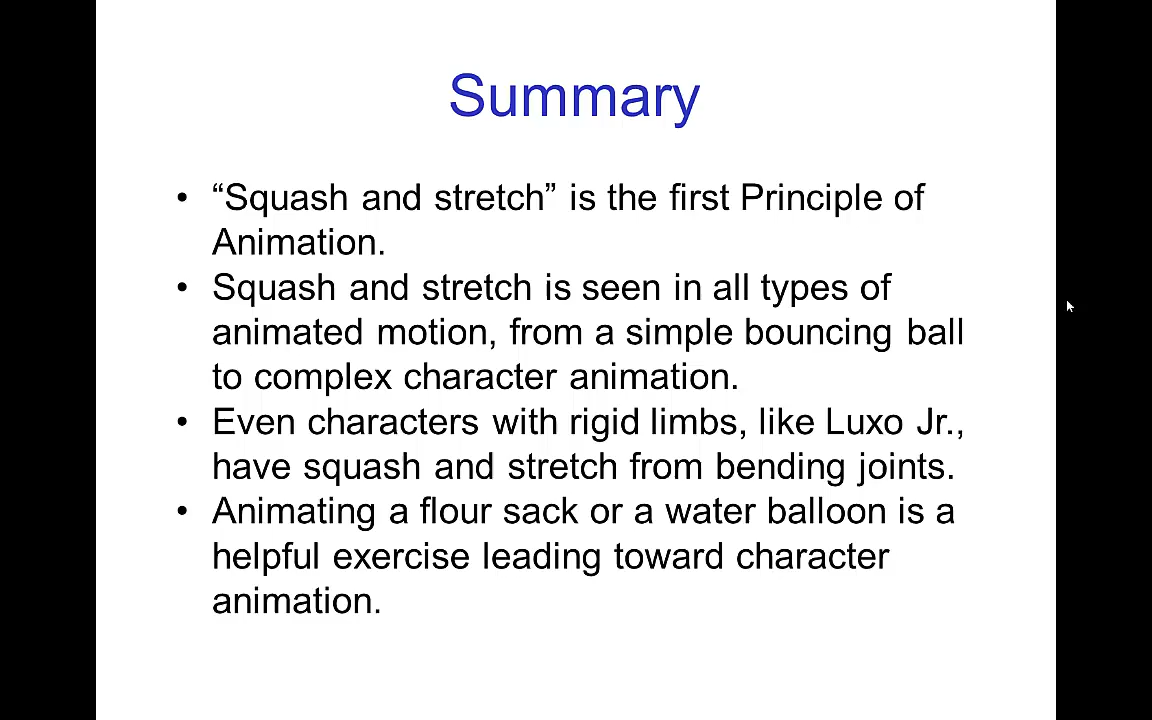 Summary
• “Squash and stretch” is the first Principle of
Animation.
• Squash and stretch is seen in all types of
animated motion, from a simple bouncing ball
to complex character animation.
• Even characters with rigid limbs, like Luxo Jr.,
have squash and stretch from bending joints.
• Animating a flour sack or a water balloon is a
helpful exercise leading toward character
animation.